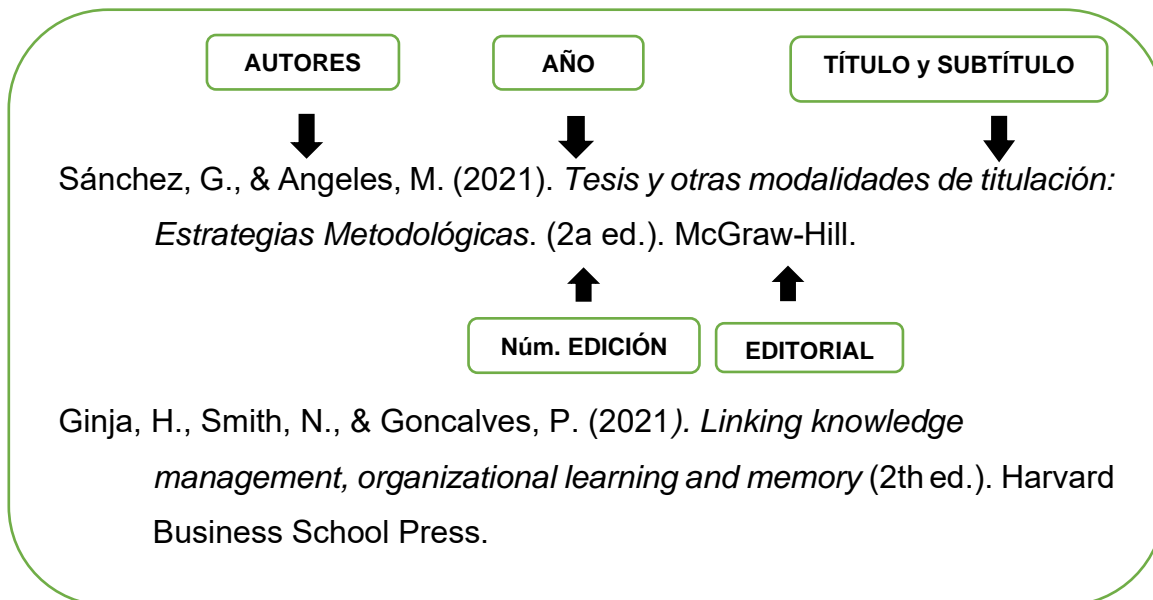 AUTORES AÑO TÍTULO y SUBTÍTULO
Sánchez, G., & Angeles, M. (2021). Tesis y otras modalidades de titulación:
Estrategias Metodológicas. (2a ed.). McGraw-Hill.
Núm. EDICIÓN EDITORIAL
Ginja, H., Smith, N., & Goncalves, P. (2021). Linking knowledge
management, organizational learning and memory (2th ed.). Harvard
Business School Press.